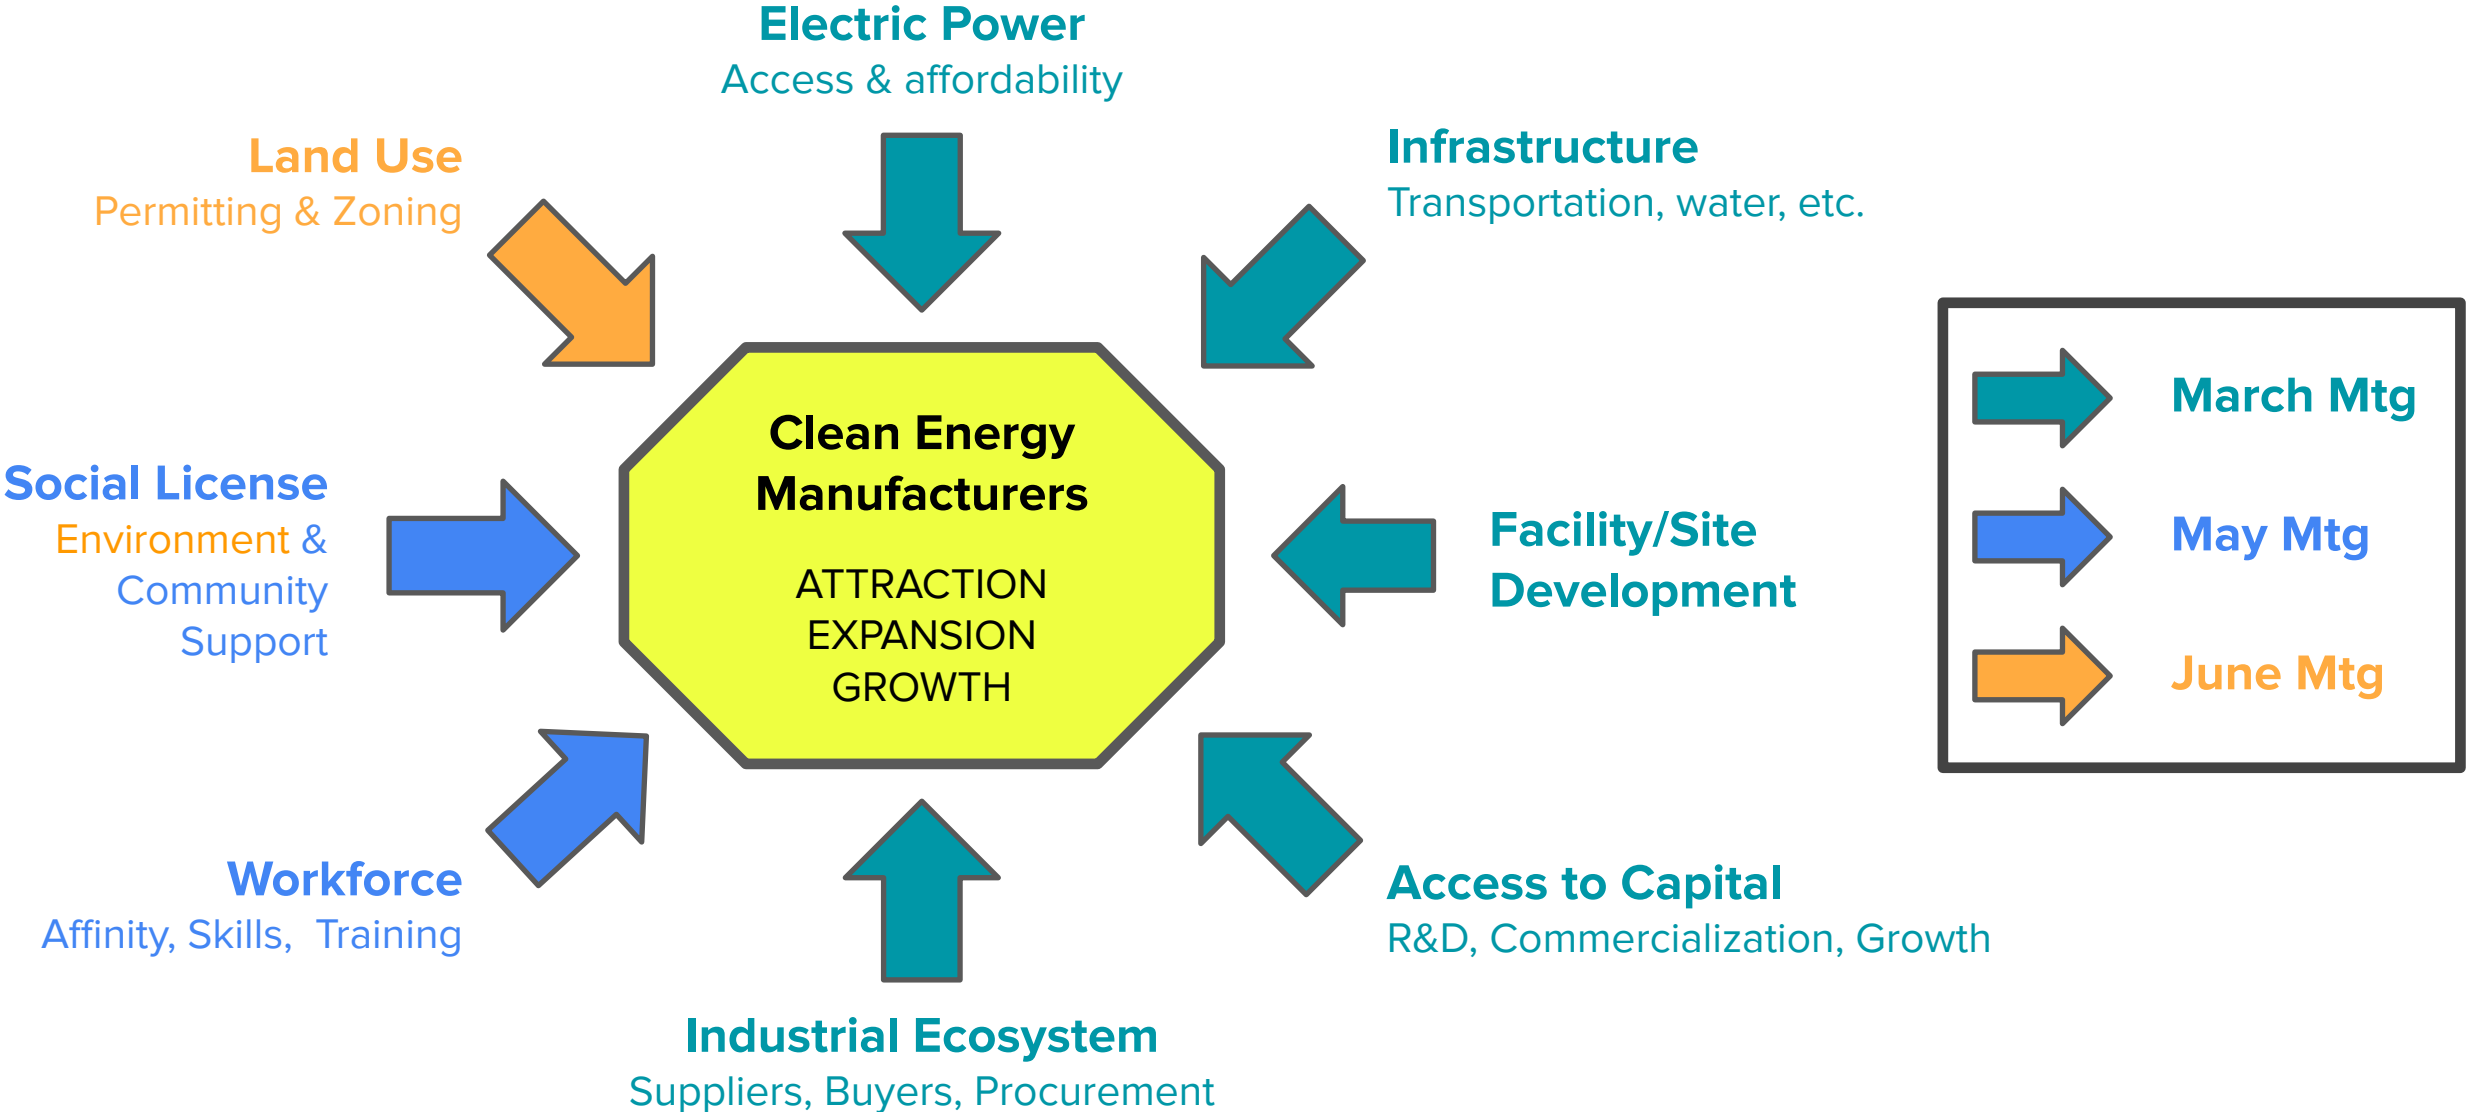 Electric Power
Access & affordability
Land Use
Permitting & Zoning
Infrastructure
Transportation, water, etc.
Social License
Environment &
Community
Support
Clean Energy
Manufacturers
ATTRACTION
EXPANSION
GROWTH
Facility/Site
Development
March Mtg
May Mtg
June Mtg
Workforce
Affinity, Skills,  Training
Access to Capital
R&D, Commercialization, Growth
Industrial Ecosystem
Suppliers, Buyers, Procurement